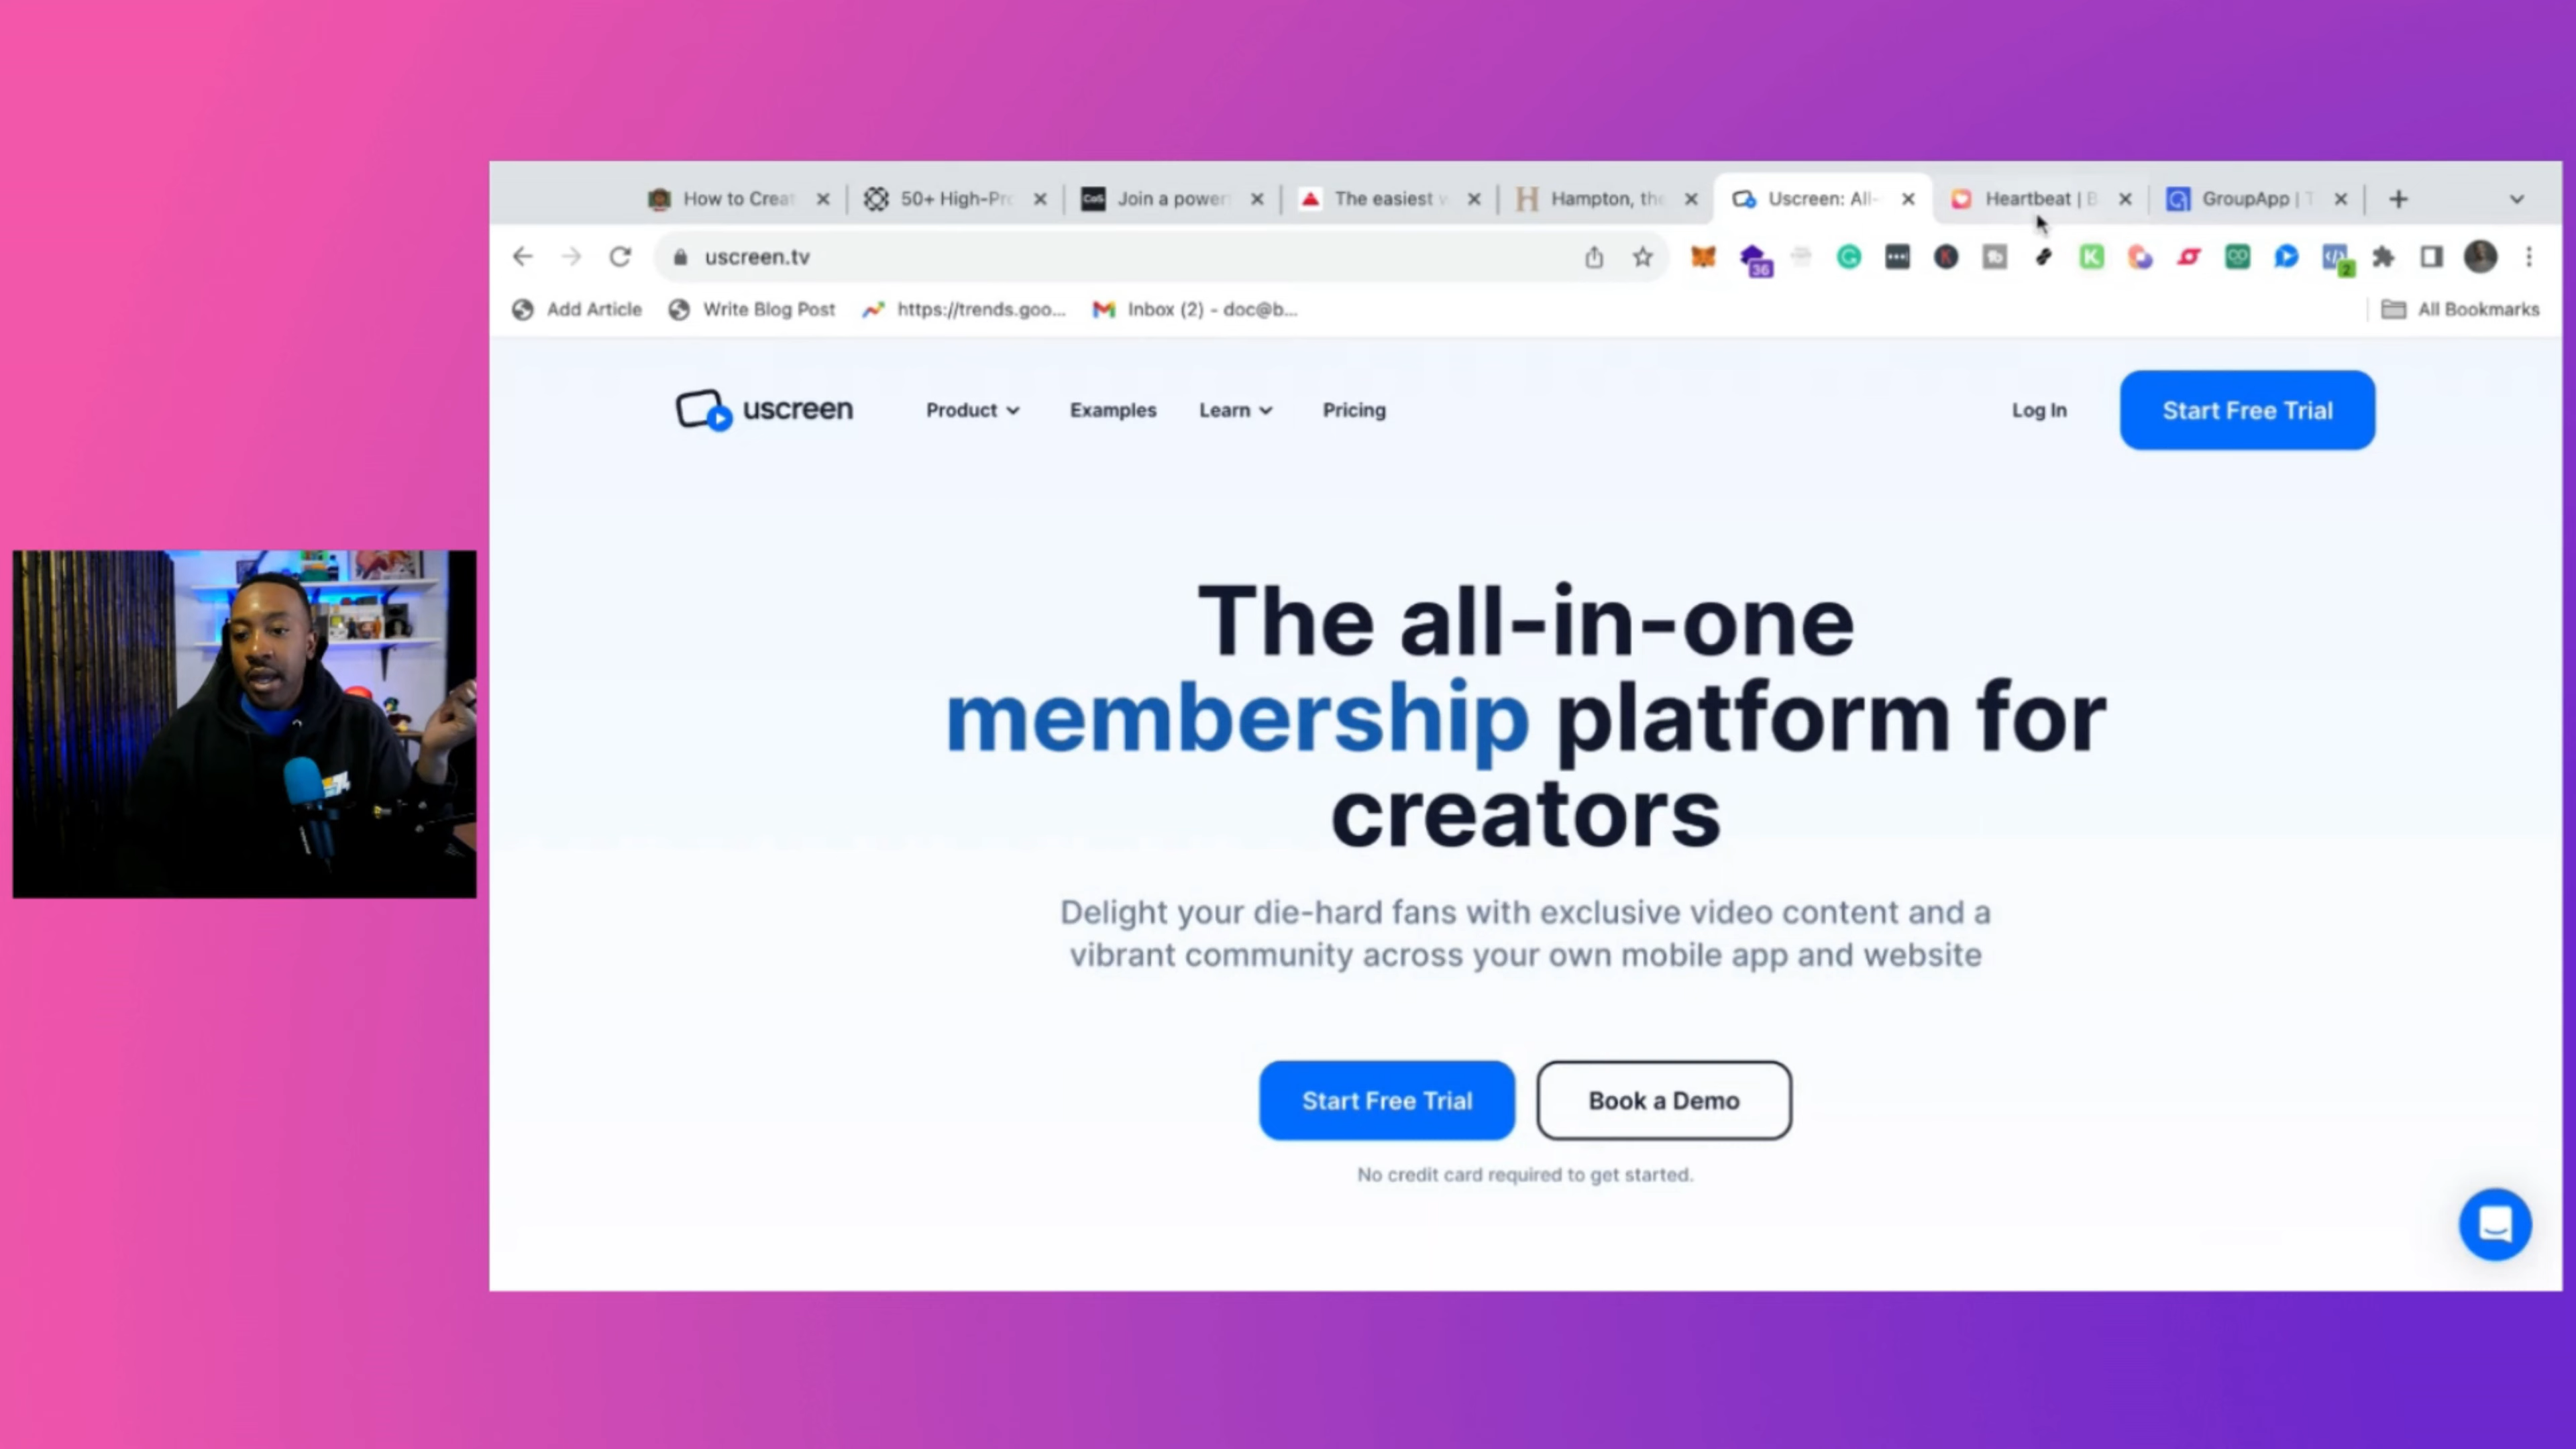 How to Creat
50+ High-Pro
Join a power
The easiest v
Hampton, the
Uscreen: All-
Heartbeat | B
GroupApp | T
uscreen.tv
36
2
Add Article
Write Blog Post
https://trends.goo...
Inbox (2) - doc@b...
All Bookmarks
uscreen
Product
Examples
Learn
Pricing
Log In
Start Free Trial
The all-in-one
membership platform for
creators
Delight your die-hard fans with exclusive video content and a
vibrant community across your own mobile app and website
Start Free Trial
Book a Demo
No credit card required to get started.